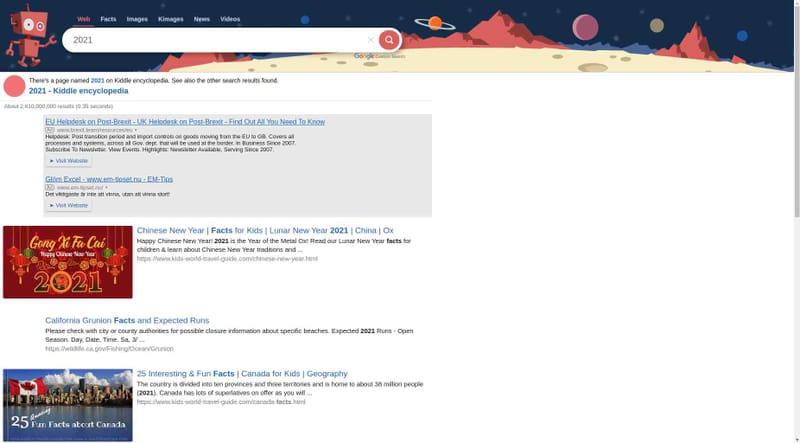 Web Facts Images Kimages News Videos
2021
Google Custom Search
There's a page named 2021 on Kiddle encyclopedia. See also the other search results found.
2021 - Kiddle encyclopedia
About 2,610,000,000 results (0.35 seconds)
EU Helpdesk on Post-Brexit - UK Helpdesk on Post-Brexit - Find Out All You Need To Know
Ad www.brexit.team/resources/eu
Helpdesk: Post transition period and import controls on goods moving from the EU to GB. Covers all
processes and systems, across all Gov. dept. that will be used at the border. In Business Since 2007.
Subscribe To Newsletter. View Events. Highlights: Newsletter Available, Serving Since 2007.
► Visit Website
Glöm Excel - www.em-tipset.nu - EM-Tips
Ad www.em-tipset.nu/
Det viktigaste är inte att vinna, utan att vinna stort!
► Visit Website
Gong Xi Fa Cai
Happy Chinese New Year
2021
Chinese New Year | Facts for Kids | Lunar New Year 2021 | China | Ox
Happy Chinese New Year! 2021 is the Year of the Metal Ox! Read our Lunar New Year facts for
children & learn about Chinese New Year traditions and ...
https://www.kids-world-travel-guide.com/chinese-new-year.html
California Grunion Facts and Expected Runs
Please check with city or county authorities for possible closure information about specific beaches. Expected 2021 Runs - Open
Season. Day, Date, Time. Sa, 3/ ...
https://wildlife.ca.gov/Fishing/Ocean/Grunion
25 Amazing
Fun Facts about Canada
25 Interesting & Fun Facts | Canada for Kids | Geography
The country is divided into ten provinces and three territories and is home to about 38 million people
(2021). Canada has lots of superlatives on offer as you will ...
https://www.kids-world-travel-guide.com/canada-facts.html